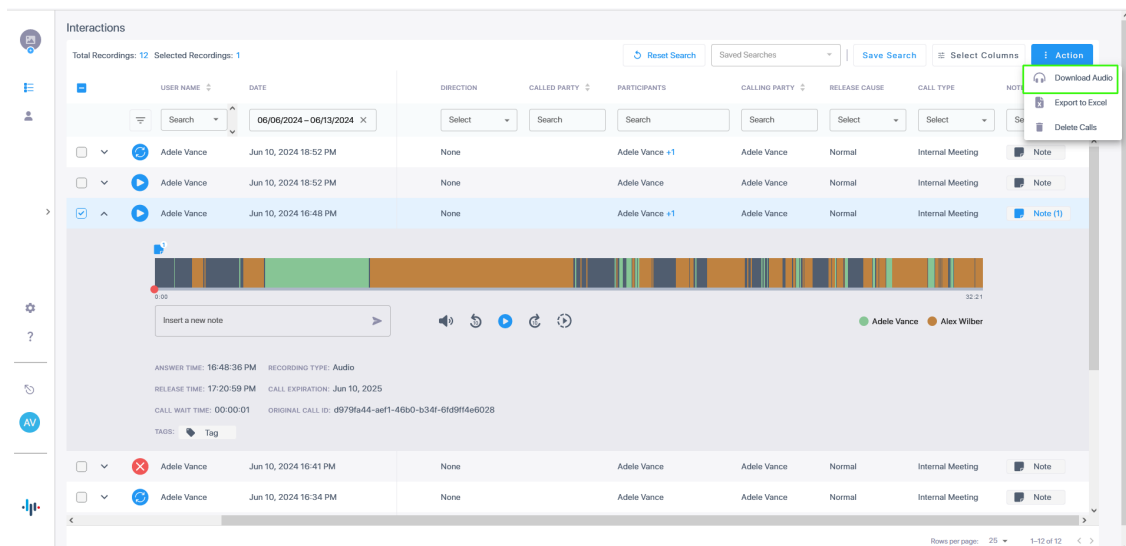 Interactions
Total Recordings: 12 Selected Recordings: 1
Reset Search
Saved Searches
Save Search
Select Columns
Action
Download Audio
Export to Excel
Delete Calls
USER NAME DATE DIRECTION CALLED PARTY PARTICIPANTS CALLING PARTY RELEASE CAUSE CALL TYPE
Search 06/06/2024 – 06/13/2024 Select Search Search Search Select Select
Adele Vance Jun 10, 2024 18:52 PM None Adele Vance +1 Adele Vance Normal Internal Meeting Note
Adele Vance Jun 10, 2024 18:52 PM None Adele Vance Adele Vance Normal Internal Meeting Note
Adele Vance Jun 10, 2024 16:48 PM None Adele Vance +1 Adele Vance Normal Internal Meeting Note (1)
1
0:00 32:21
Insert a new note
Adele Vance Alex Wilber
ANSWER TIME: 16:48:36 PM RECORDING TYPE: Audio
RELEASE TIME: 17:20:59 PM CALL EXPIRATION: Jun 10, 2025
CALL WAIT TIME: 00:00:01 ORIGINAL CALL ID: d979fa44-aef1-46b0-b34f-6fd9ff4e6028
TAGS: Tag
Adele Vance Jun 10, 2024 16:41 PM None Adele Vance Adele Vance Normal Internal Meeting Note
AV
Adele Vance Jun 10, 2024 16:34 PM None Adele Vance Adele Vance Normal Internal Meeting Note
Rows per page: 25 1–12 of 12